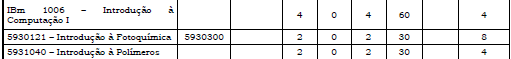 IBm 1006 – Introdução à Computação I 4 0 4 60 4
5930121 – Introdução à Fotoquímica 5930300 2 0 2 30 8
5931040 – Introdução à Polímeros 2 0 2 30 4